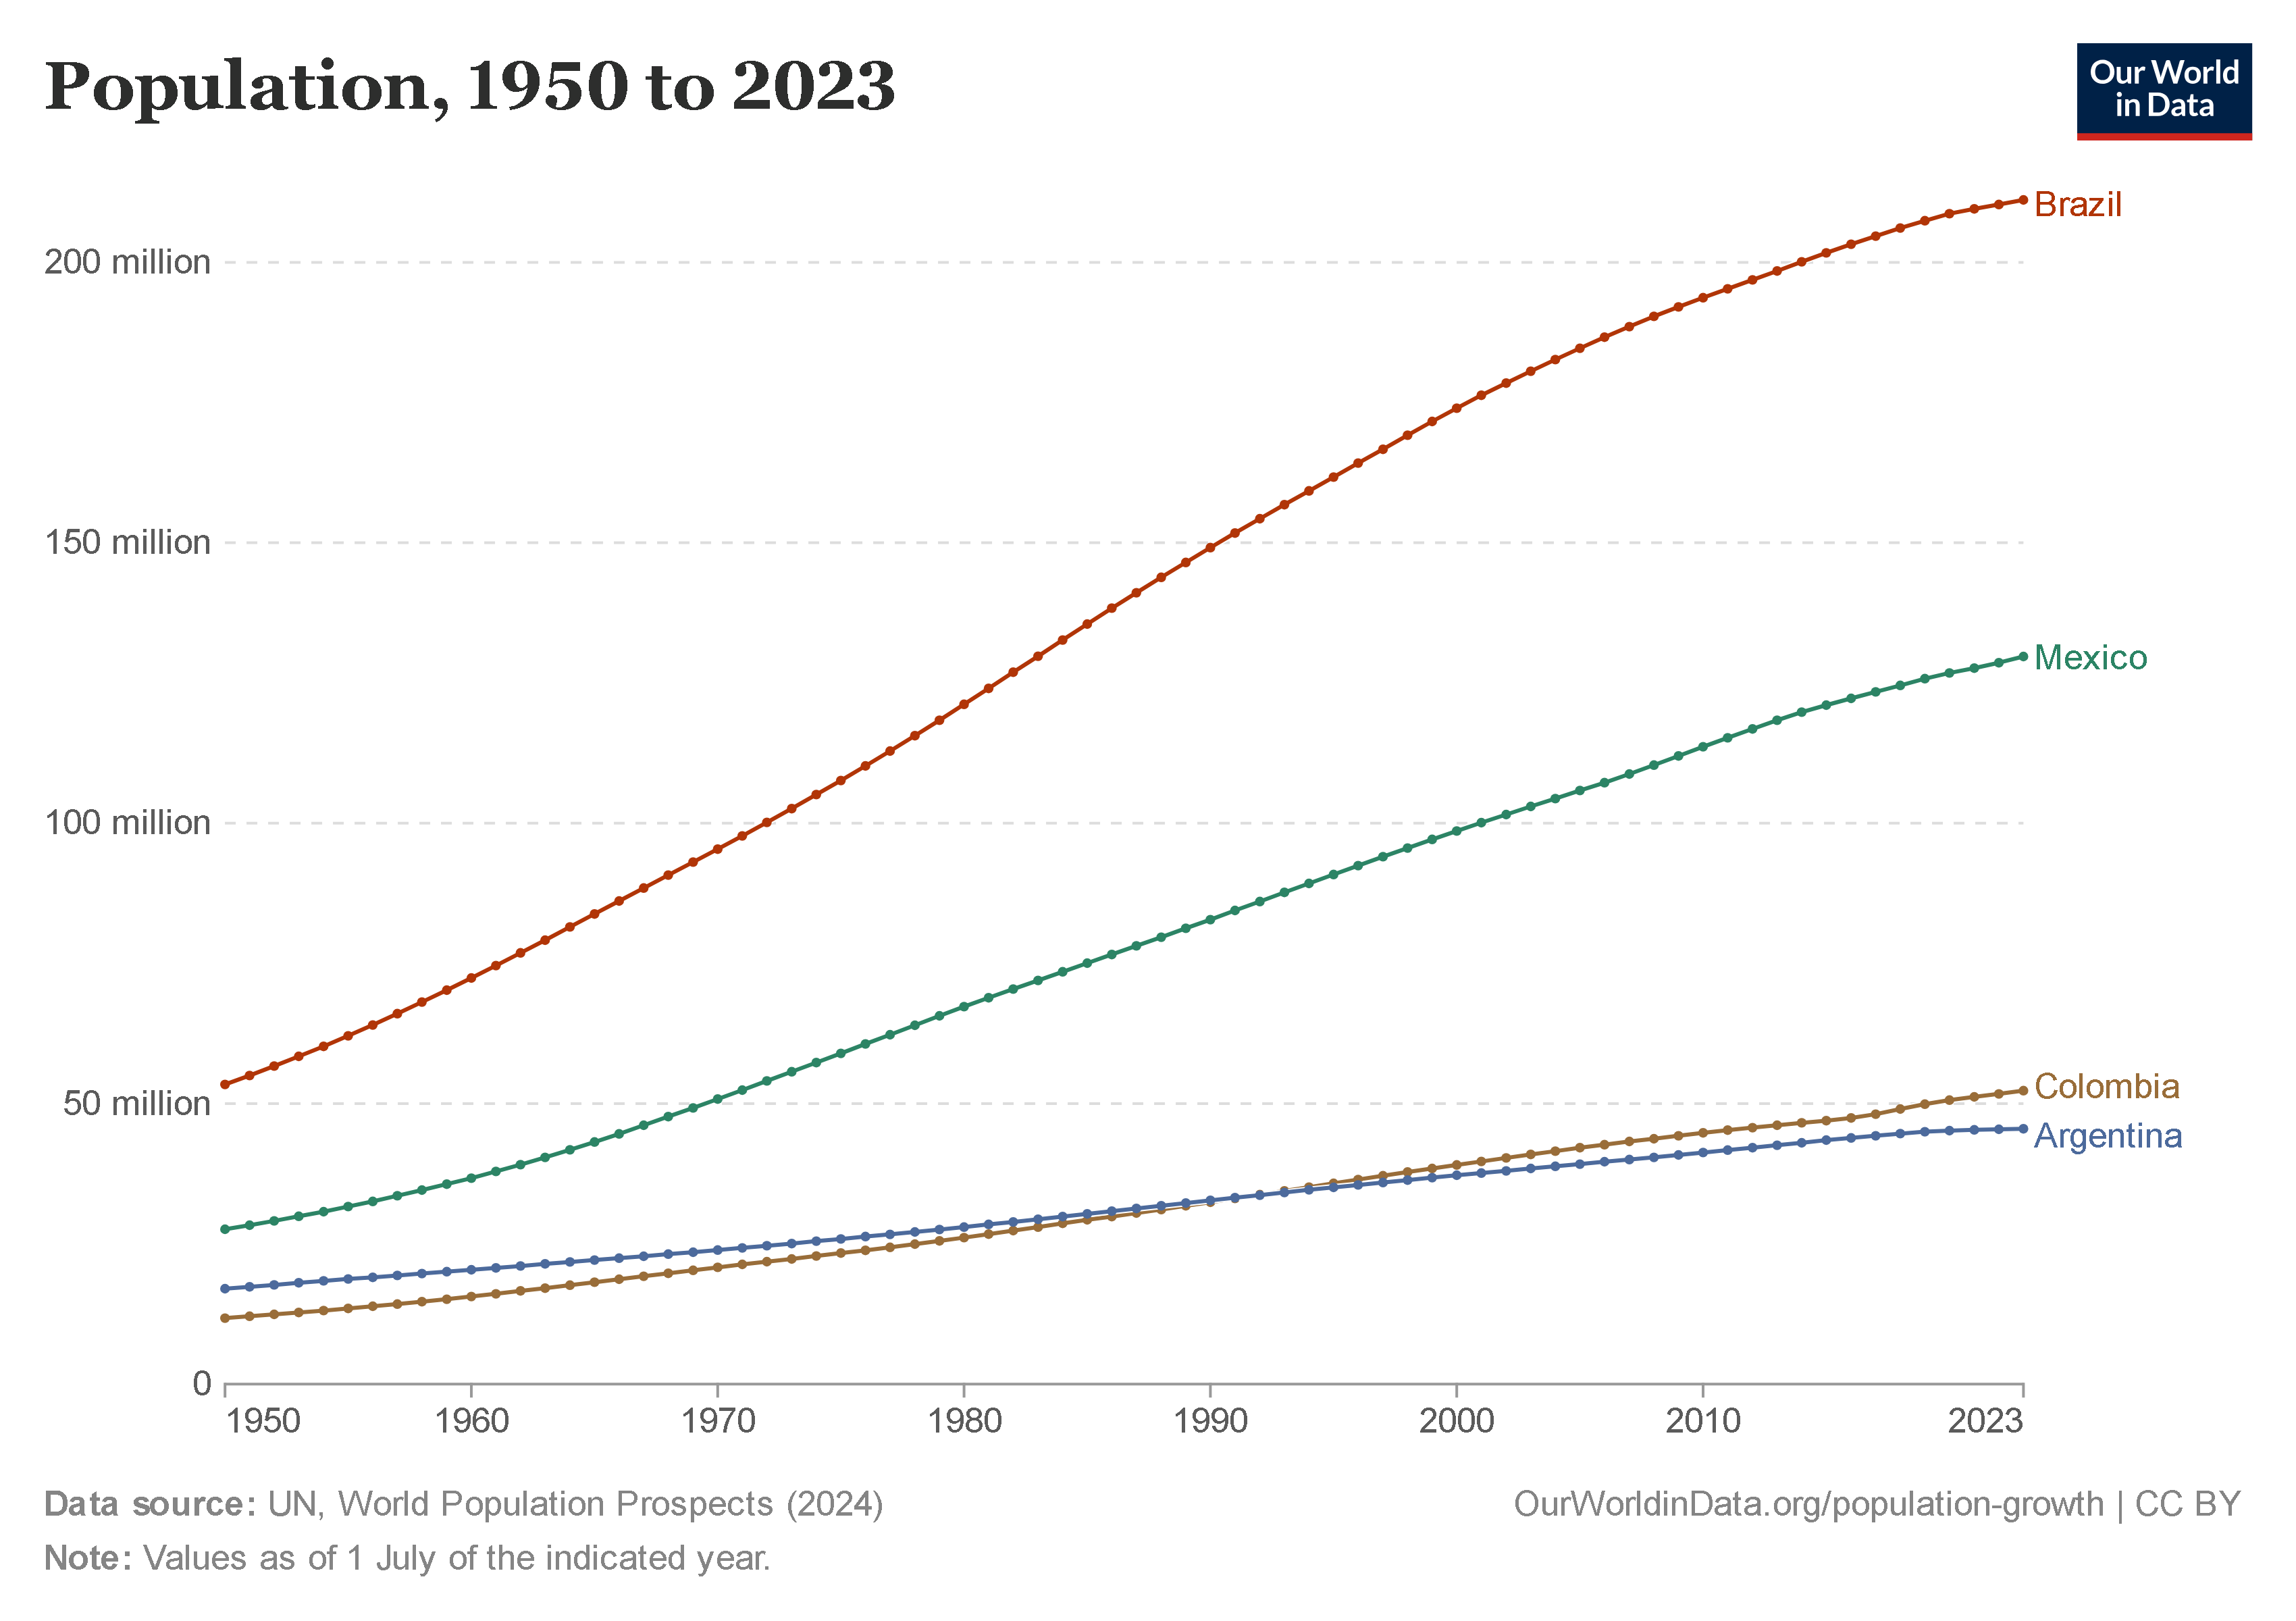 Population, 1950 to 2023
Our World
in Data
Brazil
200 million
150 million
Mexico
100 million
Colombia
50 million
Argentina
0
1950 1960 1970 1980 1990 2000 2010 2023
Data source: UN, World Population Prospects (2024)
OurWorldinData.org/population-growth | CC BY
Note: Values as of 1 July of the indicated year.